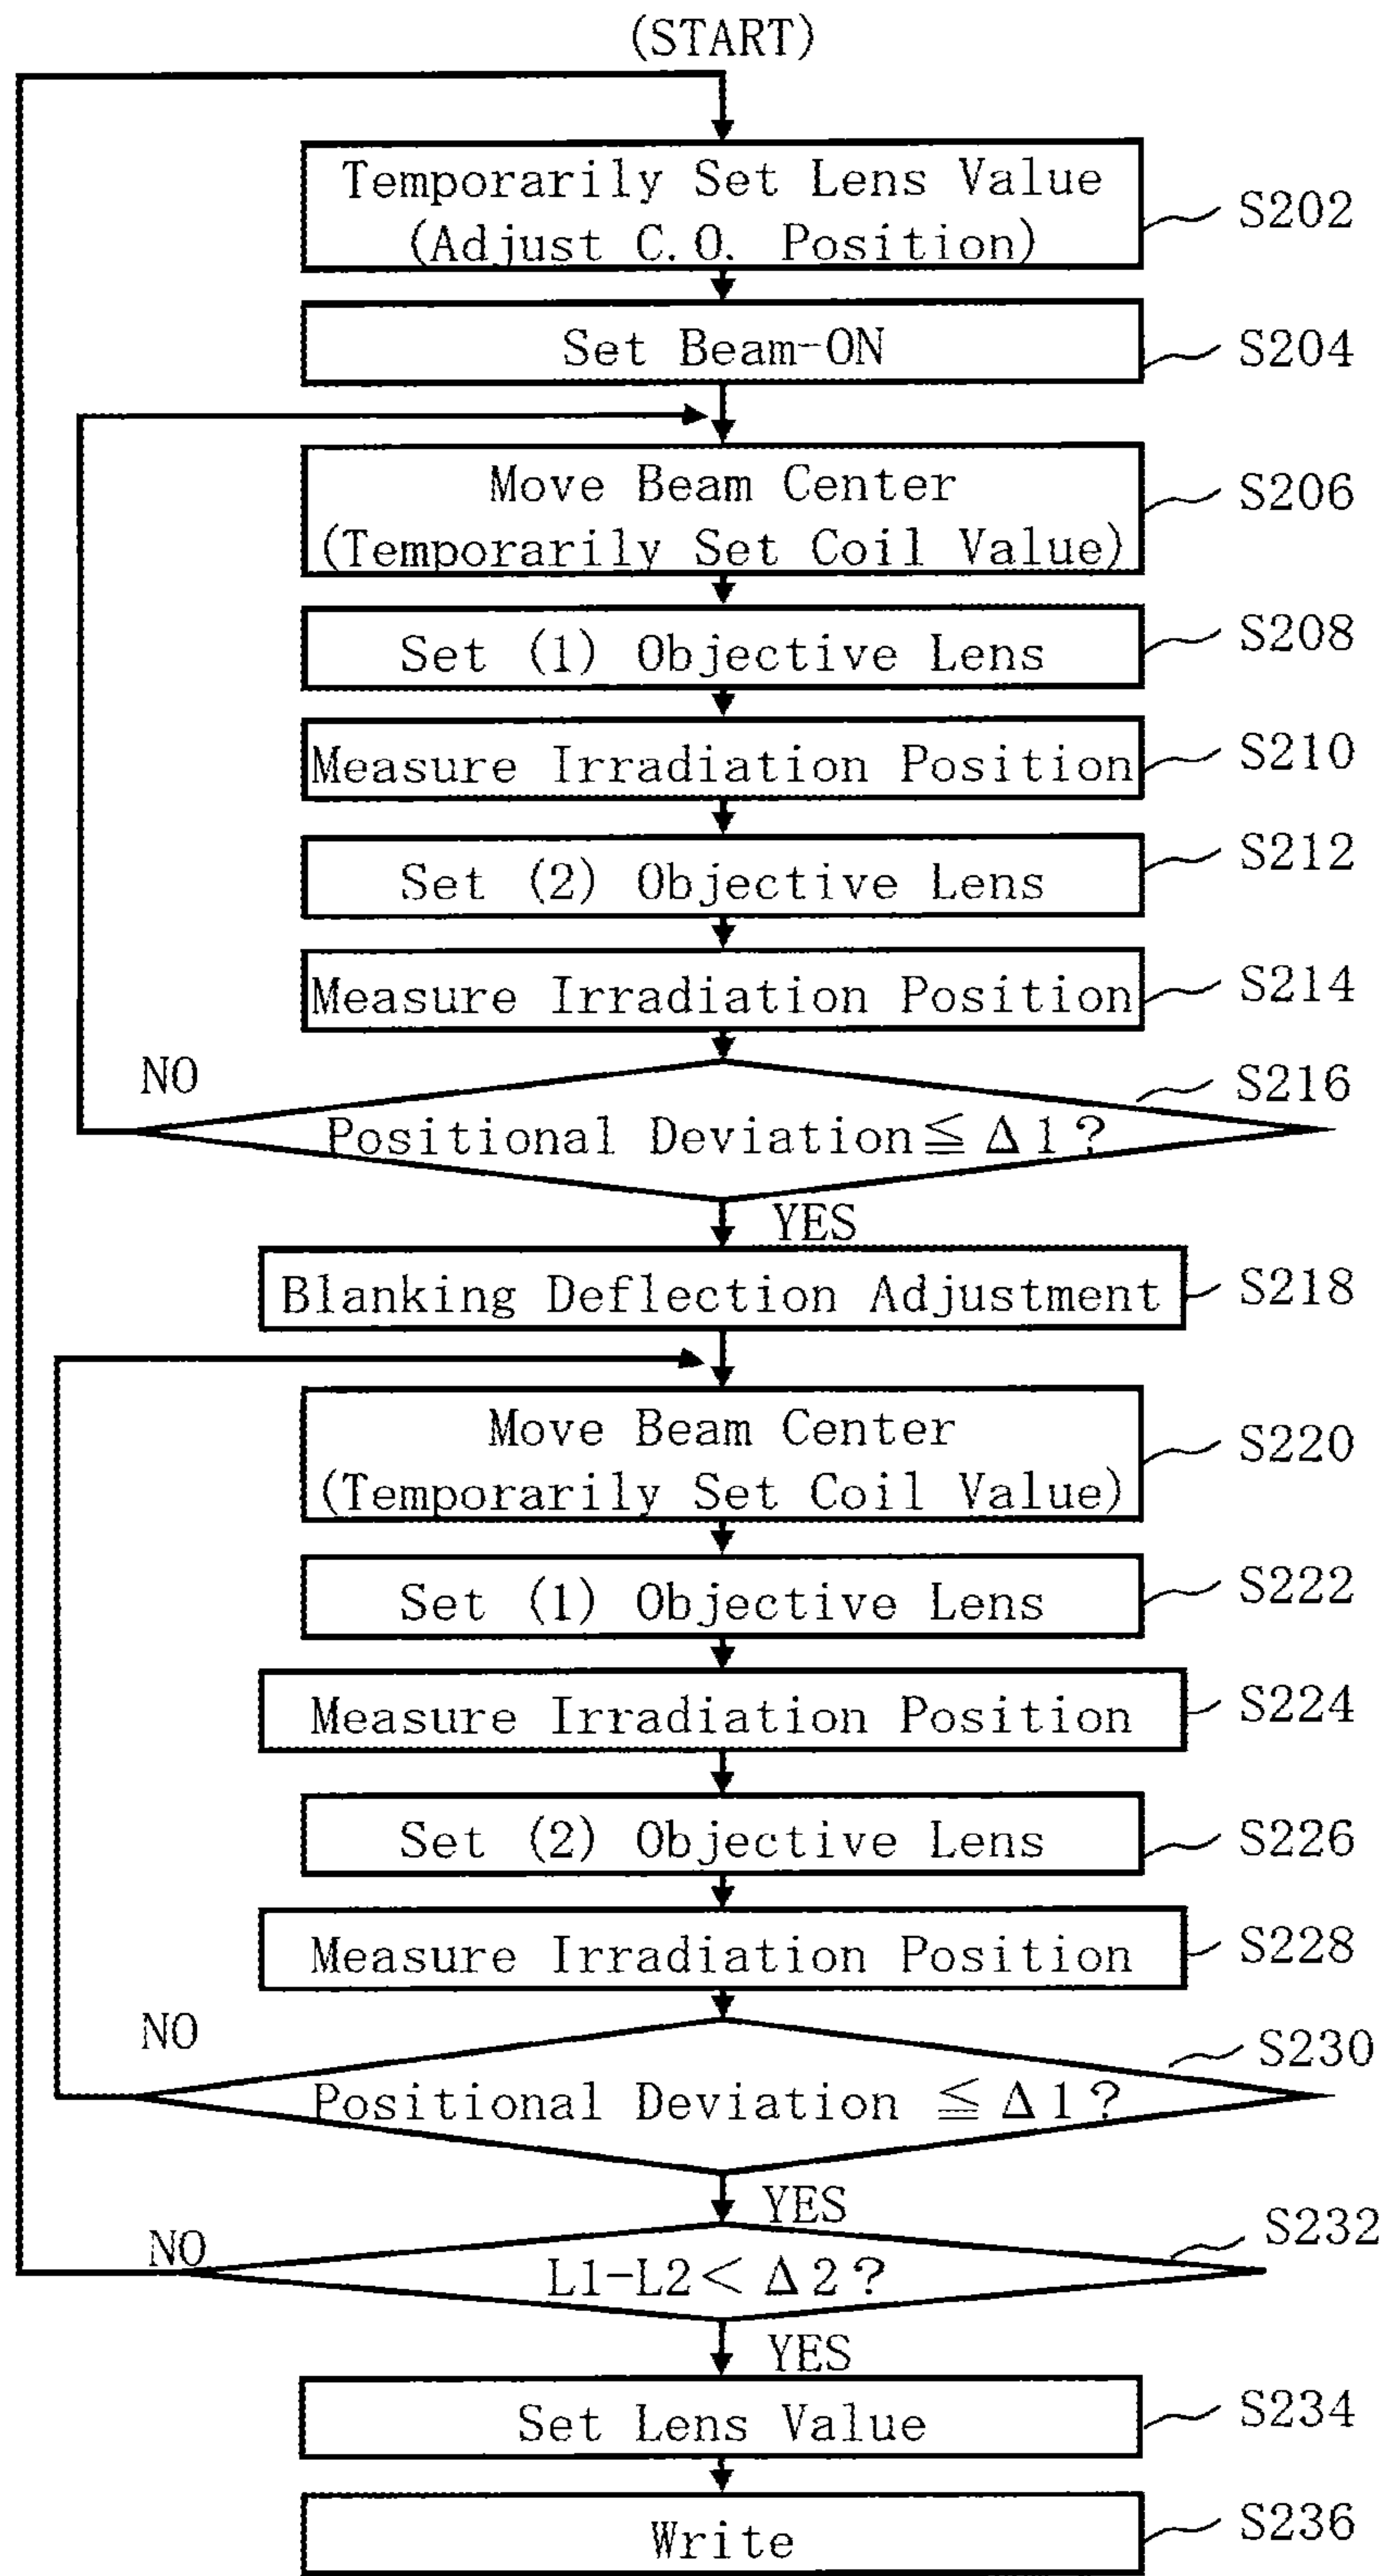 (START)
Temporarily Set Lens Value
(Adjust C.O. Position)
S202
Set Beam-ON
S204
Move Beam Center
(Temporarily Set Coil Value)
S206
Set (1) Objective Lens
S208
Measure Irradiation Position
S210
Set (2) Objective Lens
S212
Measure Irradiation Position
S214
NO
Positional Deviation≦Δ1?
S216
YES
Blanking Deflection Adjustment
S218
Move Beam Center
(Temporarily Set Coil Value)
S220
Set (1) Objective Lens
S222
Measure Irradiation Position
S224
Set (2) Objective Lens
S226
Measure Irradiation Position
S228
NO
Positional Deviation ≦Δ1?
S230
YES
NO
L1-L2<Δ2?
S232
YES
Set Lens Value
S234
Write
S236